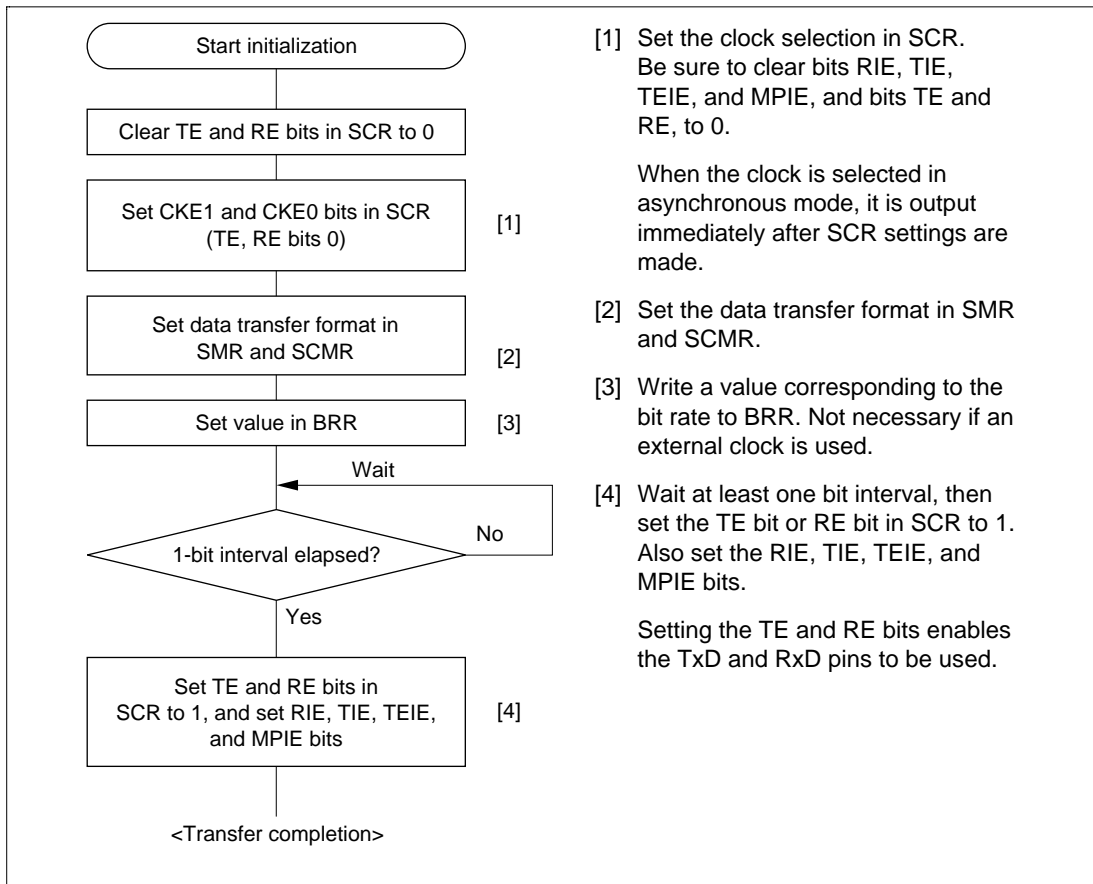 Start initialization
Clear TE and RE bits in SCR to 0
Set CKE1 and CKE0 bits in SCR
(TE, RE bits 0)
[1]
Set data transfer format in
SMR and SCMR
[2]
Set value in BRR
[3]
Wait
1-bit interval elapsed?
No
Yes
Set TE and RE bits in
SCR to 1, and set RIE, TIE, TEIE,
and MPIE bits
[4]
<Transfer completion>
[1] Set the clock selection in SCR.
Be sure to clear bits RIE, TIE,
TEIE, and MPIE, and bits TE and
RE, to 0.
When the clock is selected in
asynchronous mode, it is output
immediately after SCR settings are
made.
[2] Set the data transfer format in SMR
and SCMR.
[3] Write a value corresponding to the
bit rate to BRR. Not necessary if an
external clock is used.
[4] Wait at least one bit interval, then
set the TE bit or RE bit in SCR to 1.
Also set the RIE, TIE, TEIE, and
MPIE bits.
Setting the TE and RE bits enables
the TxD and RxD pins to be used.